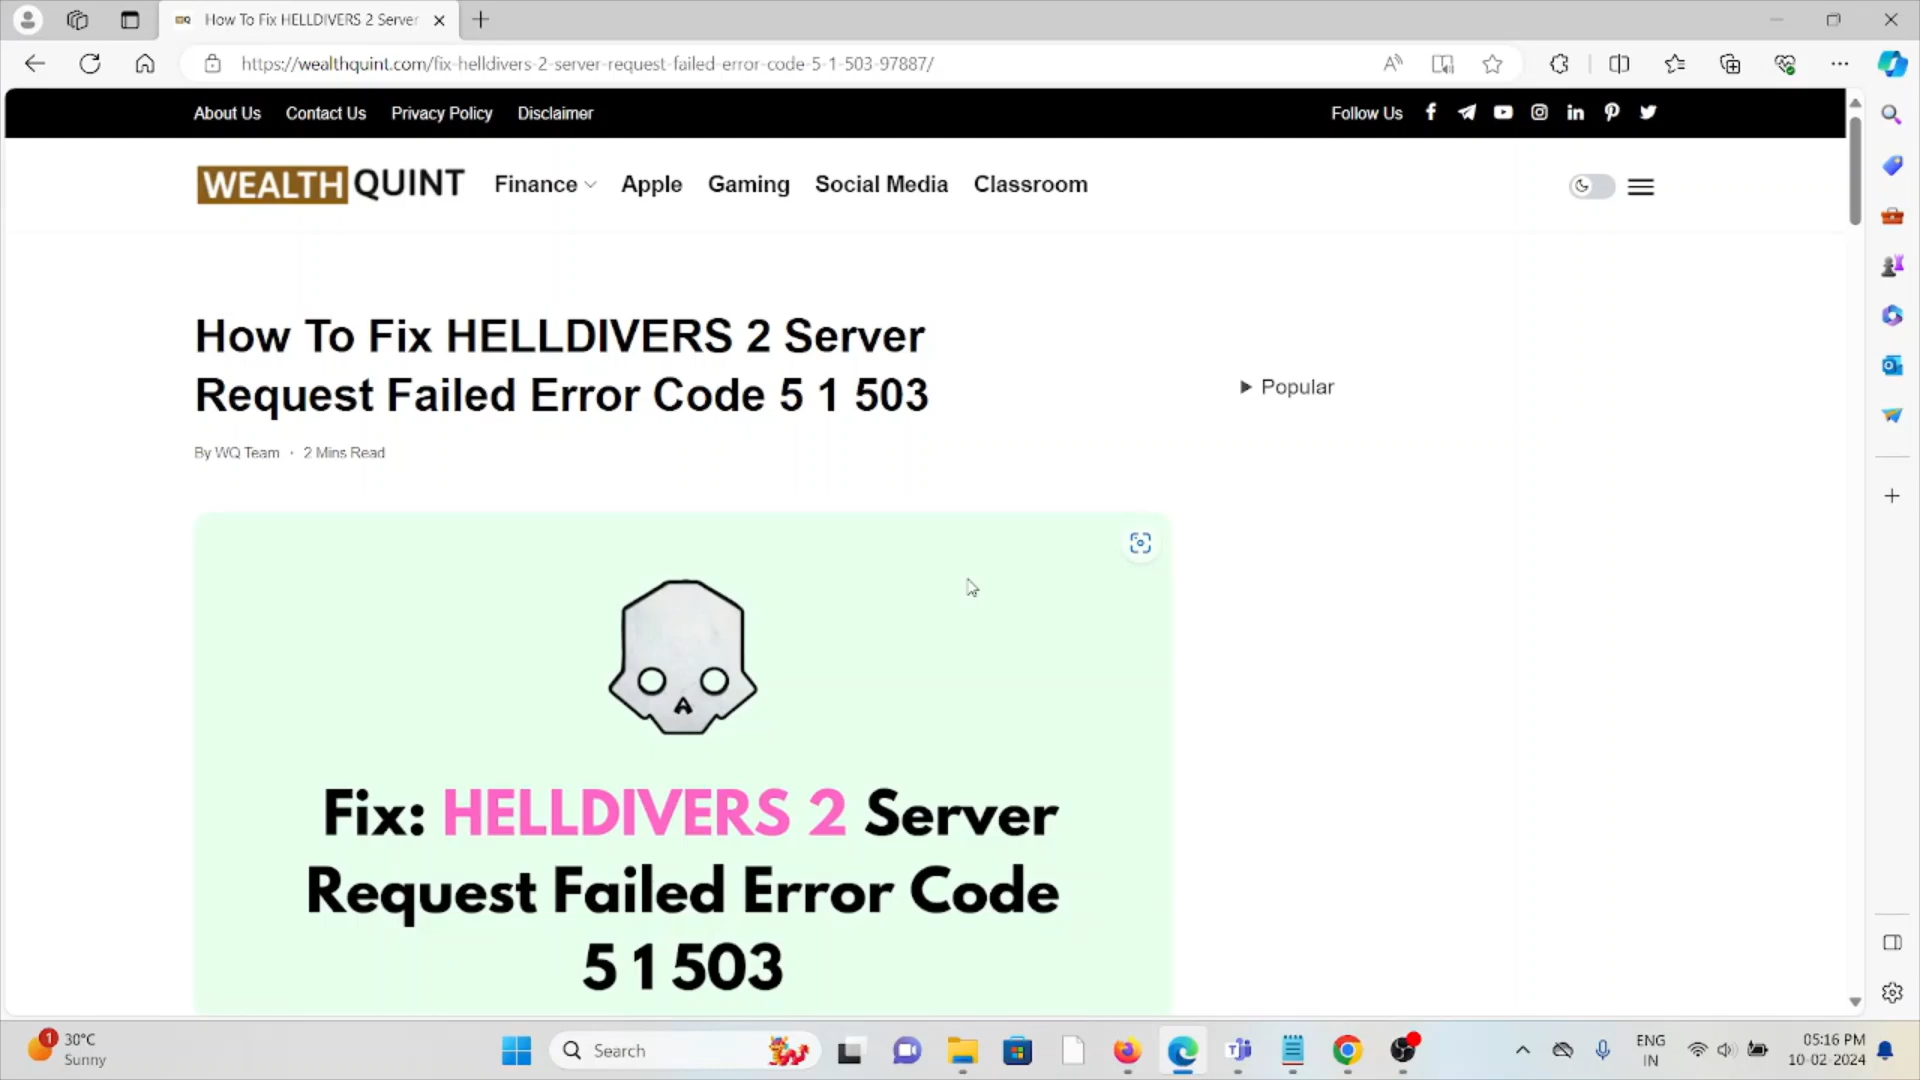 How To Fix HELLDIVERS 2 Server
https://wealthquint.com/fix-helldivers-2-server-request-failed-error-code-5-1-503-97887/
About Us Contact Us Privacy Policy Disclaimer Follow Us
WEALTH QUINT Finance Apple Gaming Social Media Classroom
How To Fix HELLDIVERS 2 Server
Request Failed Error Code 5 1 503
Popular
By WQ Team · 2 Mins Read
Fix: HELLDIVERS 2 Server
Request Failed Error Code
5 1 503
1 30°C
Sunny
Search
ENG
IN
05:16 PM
10-02-2024